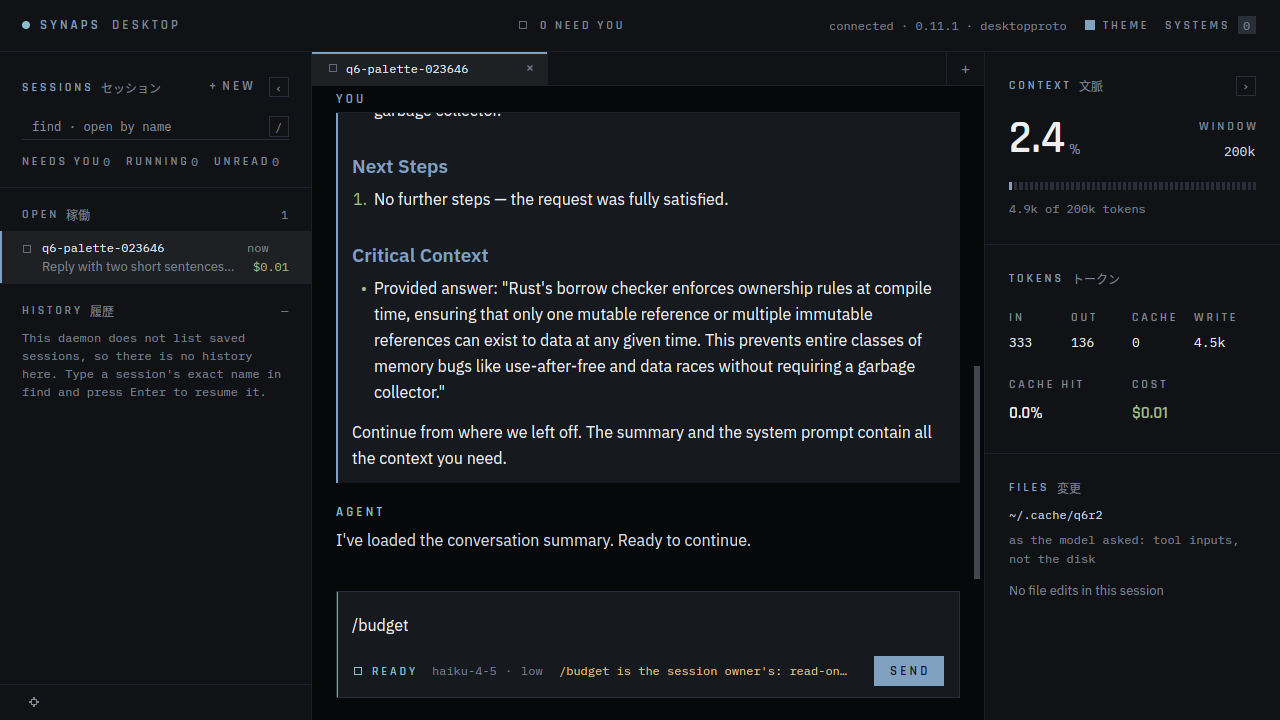 SYNAPS DESKTOP
0 NEED YOU
connected · 0.11.1 · desktopproto
THEME
SYSTEMS 0
SESSIONS セッション
+ NEW
‹
find · open by name
/
NEEDS YOU 0 RUNNING 0 UNREAD 0
OPEN 稼働 1
q6-palette-023646 now
Reply with two short sentences... $0.01
HISTORY 履歴 —
This daemon does not list saved
sessions, so there is no history
here. Type a session's exact name in
find and press Enter to resume it.
q6-palette-023646 ×
+
YOU
garbage collector.
Next Steps
1. No further steps — the request was fully satisfied.
Critical Context
• Provided answer: "Rust's borrow checker enforces ownership rules at compile
time, ensuring that only one mutable reference or multiple immutable
references can exist to data at any given time. This prevents entire classes of
memory bugs like use-after-free and data races without requiring a garbage
collector."
Continue from where we left off. The summary and the system prompt contain all
the context you need.
AGENT
I've loaded the conversation summary. Ready to continue.
/budget
READY haiku-4-5 · low /budget is the session owner's: read-on…
SEND
CONTEXT 文脈
›
2.4 %
WINDOW
200k
4.9k of 200k tokens
TOKENS トークン
IN OUT CACHE WRITE
333 136 0 4.5k
CACHE HIT COST
0.0% $0.01
FILES 変更
~/.cache/q6r2
as the model asked: tool inputs,
not the disk
No file edits in this session